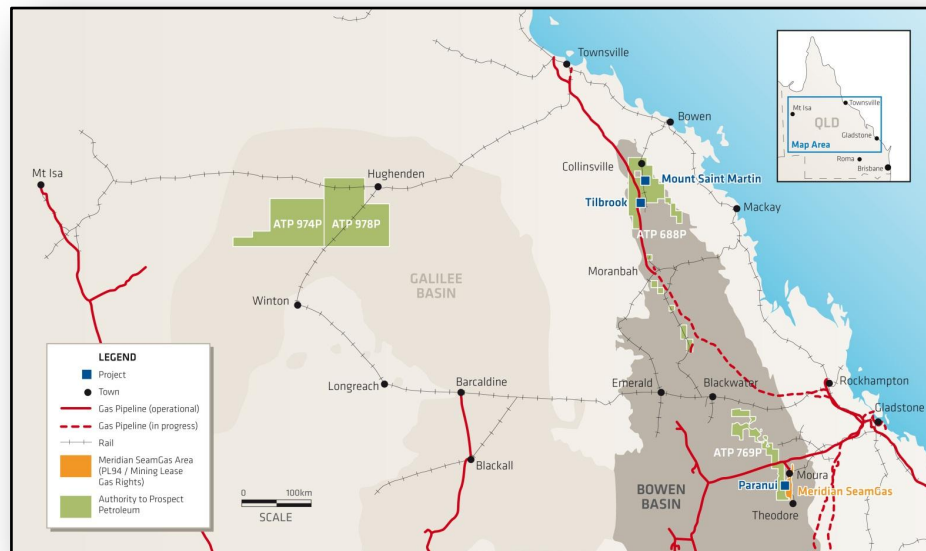 Townsville
Bowen
Collinsville
Mount Saint Martin
Tilbrook
Mackay
ATP 688P
Mt Isa
Hughenden
ATP 974P
ATP 978P
Moranbah
GALILEE
BASIN
Winton
Longreach
Barcaldine
Emerald
Blackwater
Rockhampton
Gladstone
Blackall
ATP 769P
Moura
Paranui
Meridian SeamGas
BOWEN
BASIN
Theodore
LEGEND
Project
Town
Gas Pipeline (operational)
Gas Pipeline (in progress)
Rail
Meridian SeamGas Area
(PL94 / Mining Lease
Gas Rights)
Authority to Prospect
Petroleum
0 100km
SCALE
Mt Isa
Townsville
QLD
Gladstone
Map Area
Roma
Brisbane